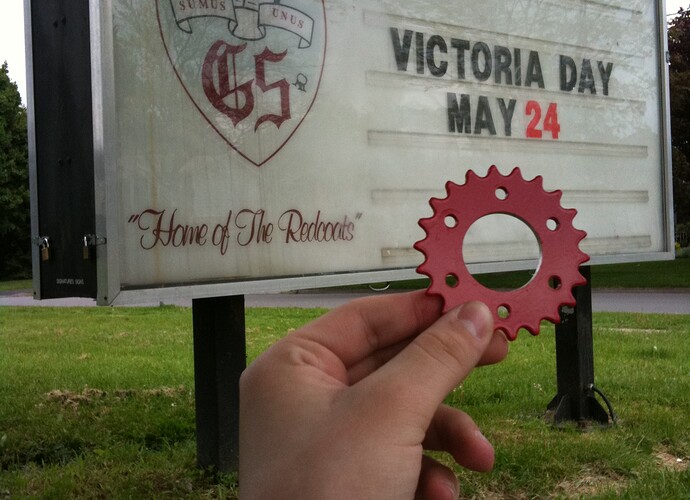 SUMUS UNUS
GS
VICTORIA DAY
MAY 24
"Home of The Redcoats"